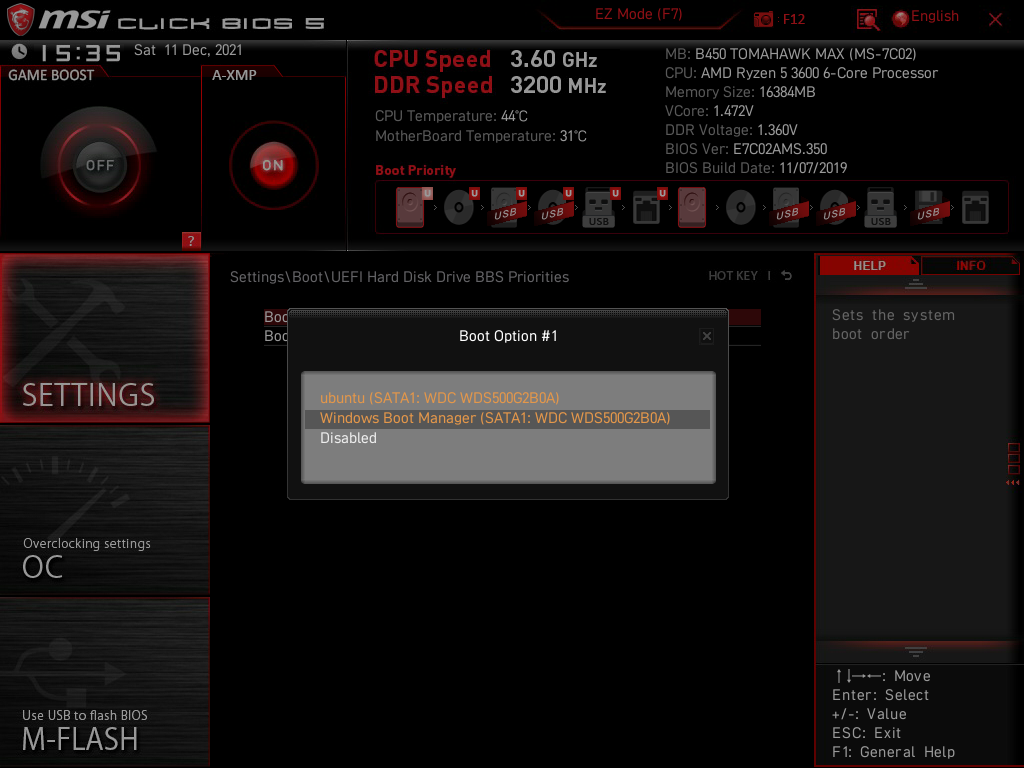 msi CLICK BIOS 5
EZ Mode (F7)
: F12
English
15:35 Sat 11 Dec, 2021
GAME BOOST
OFF
?
A-XMP
ON
CPU Speed 3.60 GHz
DDR Speed 3200 MHz
CPU Temperature: 44°C
MotherBoard Temperature: 31°C
MB: B450 TOMAHAWK MAX (MS-7C02)
CPU: AMD Ryzen 5 3600 6-Core Processor
Memory Size: 16384MB
VCore: 1.472V
DDR Voltage: 1.360V
BIOS Ver: E7C02AMS.350
BIOS Build Date: 11/07/2019
Boot Priority
U U U U U U
USB USB USB USB USB USB USB
SETTINGS
Overclocking settings
OC
Use USB to flash BIOS
M-FLASH
Settings\Boot\UEFI Hard Disk Drive BBS Priorities
HOT KEY |
Boo
Boo
Boot Option #1
ubuntu (SATA1: WDC WDS500G2B0A)
Windows Boot Manager (SATA1: WDC WDS500G2B0A)
Disabled
HELP
INFO
Sets the system
boot order
↑↓→←: Move
Enter: Select
+/-: Value
ESC: Exit
F1: General Help